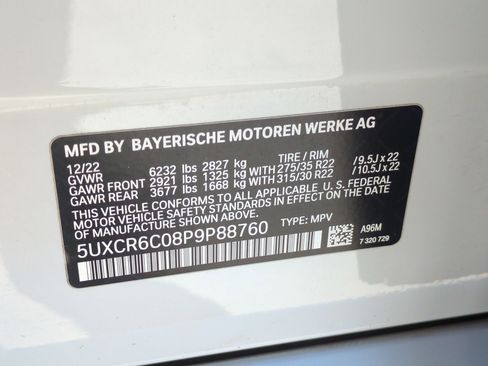 MFD BY BAYERISCHE MOTOREN WERKE AG
12/22 TIRE / RIM
GVWR 6232 lbs 2827 kg
GAWR FRONT 2921 lbs 1325 kg WITH 275/35 R22 /9.5J x 22
GAWR REAR 3677 lbs 1668 kg WITH 315/30 R22 /10.5J x 22
THIS VEHICLE CONFORMS TO ALL APPLICABLE U.S. FEDERAL
MOTOR VEHICLE SAFETY STANDARDS IN EFFECT ON THE DATE
OF MANUFACTURE SHOWN ABOVE.
5UXCR6C08P9P88760 TYPE: MPV
A96M
7 320 729